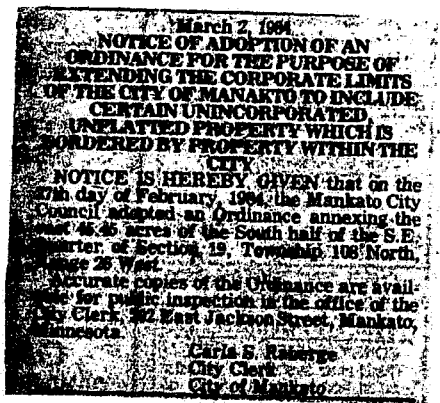 March 2, 1984
NOTICE OF ADOPTION OF AN
ORDINANCE FOR THE PURPOSE OF
EXTENDING THE CORPORATE LIMITS
OF THE CITY OF MANAKTO TO INCLUDE
CERTAIN UNINCORPORATED,
UNPLATTED PROPERTY WHICH IS
BORDERED BY PROPERTY WITHIN THE
CITY
NOTICE IS HEREBY GIVEN that on the
27th day of February, 1984, the Mankato City
Council adopted an Ordinance annexing the
east 45.45 acres of the South half of the S.E.
Quarter of Section 19, Township 108 North,
Range 26 West.
Accurate copies of the Ordinance are avail-
able for public inspection in the office of the
City Clerk, East Jackson Street, Mankato,
Minnesota
Carla S. Raberge
City Clerk
City of Mankato